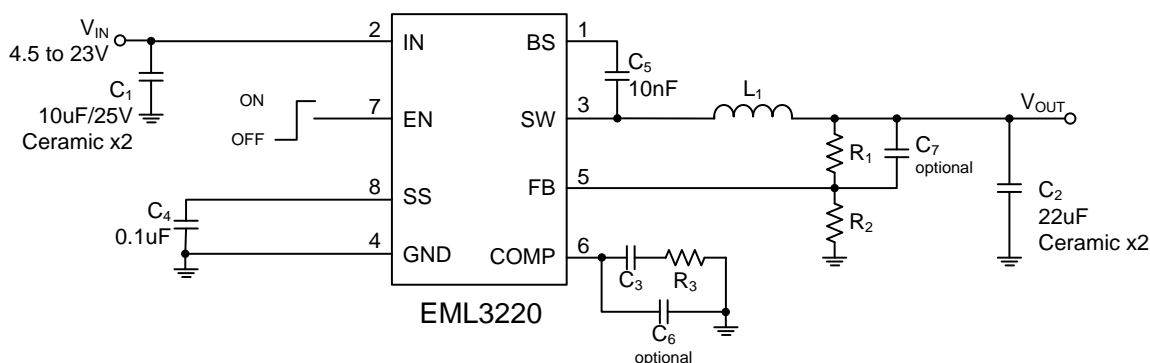 V_IN
4.5 to 23V
C₁
10uF/25V
Ceramic x2
ON
OFF
C₄
0.1uF
2
7
8
4
IN
EN
SS
GND
BS
SW
FB
COMP
EML3220
1
3
5
6
C₅
10nF
L₁
R₁
C₇
optional
R₂
V_OUT
C₂
22uF
Ceramic x2
C₃
R₃
C₆
optional